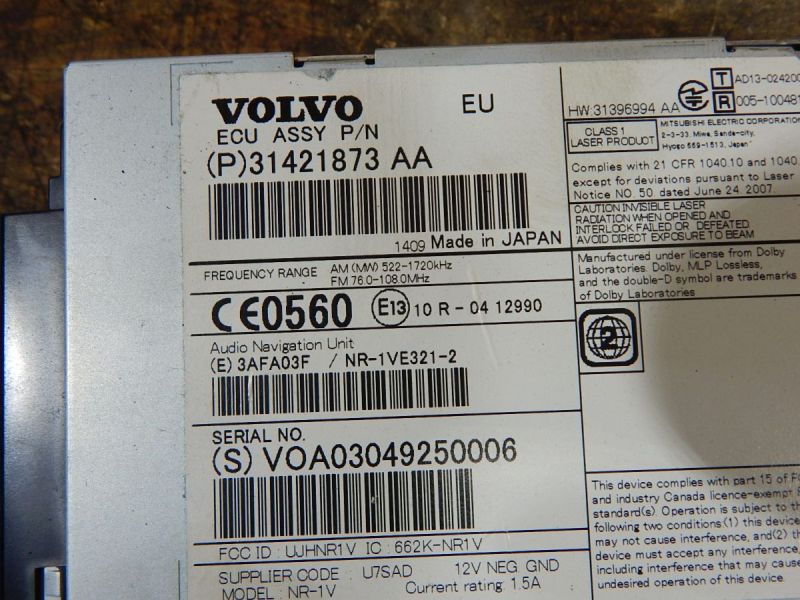 VOLVO EU
ECU ASSY P/N
(P)31421873 AA
1409 Made in JAPAN
FREQUENCY RANGE AM (MW) 522-1720kHz
FM 76.0-108.0MHz
CE0560 E13 10 R - 04 12990
Audio Navigation Unit
(E) 3AFA03F / NR-1VE321-2
SERIAL NO.
(S) VOA03049250006
FCC ID : UJHNR1V IC : 662K-NR1V
SUPPLIER CODE : U7SAD 12V NEG. GND
MODEL: NR-1V Current rating: 1.5A
HW:31396994 AA
T AD13-024200
R 005-100481
CLASS 1
LASER PRODUCT
MITSUBISHI ELECTRIC CORPORATION
2-3-33, Miwa, Sanda-city,
Hyogo 669-1513, Japan
Complies with 21 CFR 1040.10 and 1040.
except for deviations pursuant to Laser
Notice NO. 50, dated June 24, 2007.
CAUTION INVISIBLE LASER
RADIATION WHEN OPENED AND
INTERLOCK FAILED OR DEFEATED.
AVOID DIRECT EXPOSURE TO BEAM
Manufactured under license from Dolby
Laboratories. Dolby, MLP Lossless,
and the double-D symbol are trademarks
of Dolby Laboratories
2
This device complies with part 15 of F
and industry Canada licence-exempt
standard(s). Operation is subject to the
following two conditions:(1) this device
may not cause interference, and(2)
device must accept any interference,
including interference that may cause
undesired operation of this device.